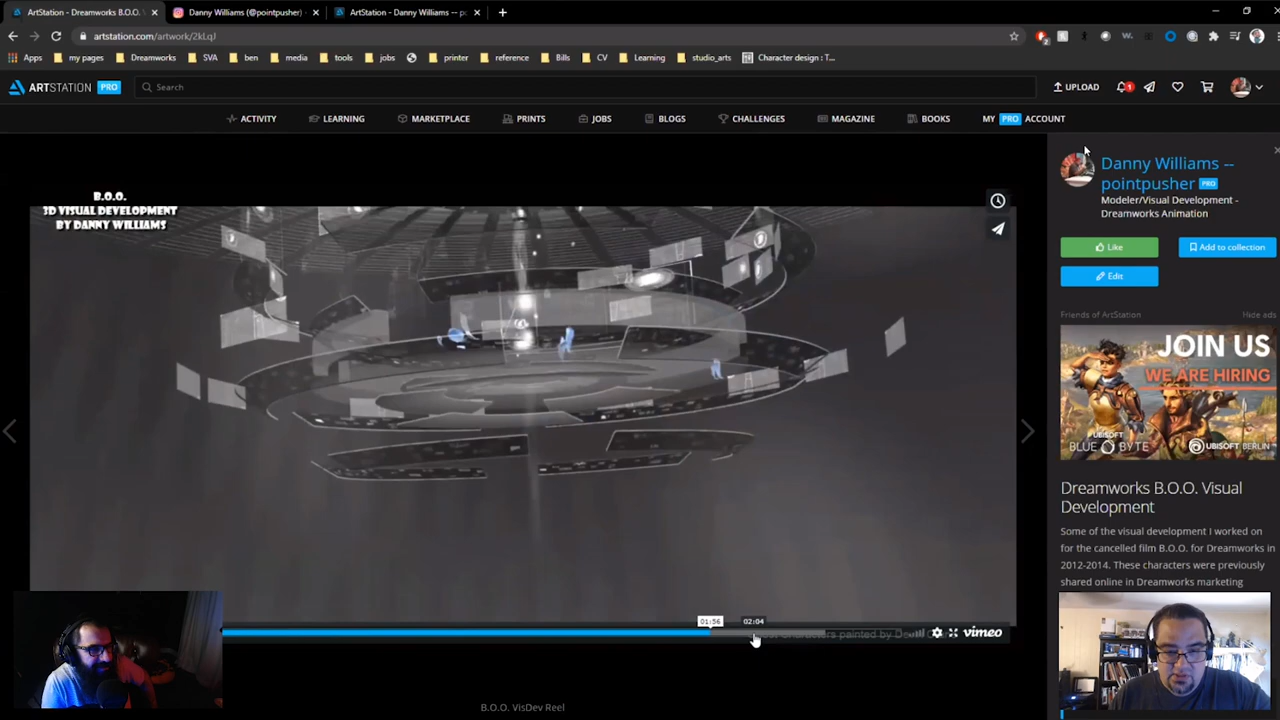 ArtStation - Dreamworks B.O.O. V
Danny Williams (@pointpusher) ·
ArtStation - Danny Williams -- po
artstation.com/artwork/2kLqJ
Apps
my pages
Dreamworks
SVA
ben
media
tools
jobs
printer
reference
Bills
CV
Learning
studio_arts
Character design : T...
ARTSTATION PRO
Search
UPLOAD
1
ACTIVITY
LEARNING
MARKETPLACE
PRINTS
JOBS
BLOGS
CHALLENGES
MAGAZINE
BOOKS
MY PRO ACCOUNT
B.O.O.
3D VISUAL DEVELOPMENT
BY DANNY WILLIAMS
Danny Williams --
pointpusher PRO
Modeler/Visual Development -
Dreamworks Animation
Like
Add to collection
Edit
Friends of ArtStation
Hide ads
JOIN US
WE ARE HIRING
UBISOFT
BLUE BYTE
UBISOFT
BERLIN
Dreamworks B.O.O. Visual
Development
Some of the visual development I worked on
for the cancelled film B.O.O. for Dreamworks in
2012-2014. These characters were previously
shared online in Dreamworks marketing
01:56
02:04
Characters painted by
vimeo
B.O.O. VisDev Reel